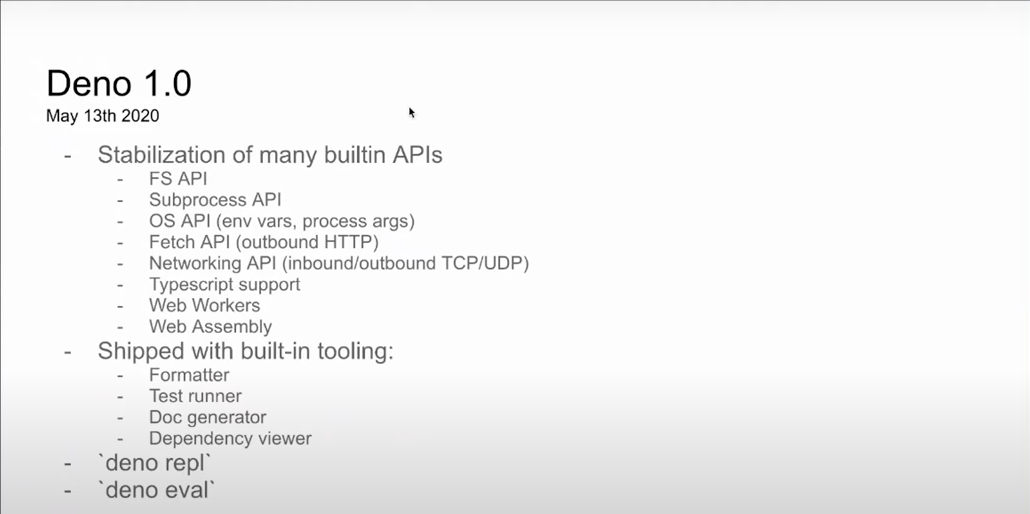 Deno 1.0
May 13th 2020
- Stabilization of many builtin APIs
- FS API
- Subprocess API
- OS API (env vars, process args)
- Fetch API (outbound HTTP)
- Networking API (inbound/outbound TCP/UDP)
- Typescript support
- Web Workers
- Web Assembly
- Shipped with built-in tooling:
- Formatter
- Test runner
- Doc generator
- Dependency viewer
- `deno repl`
- `deno eval`